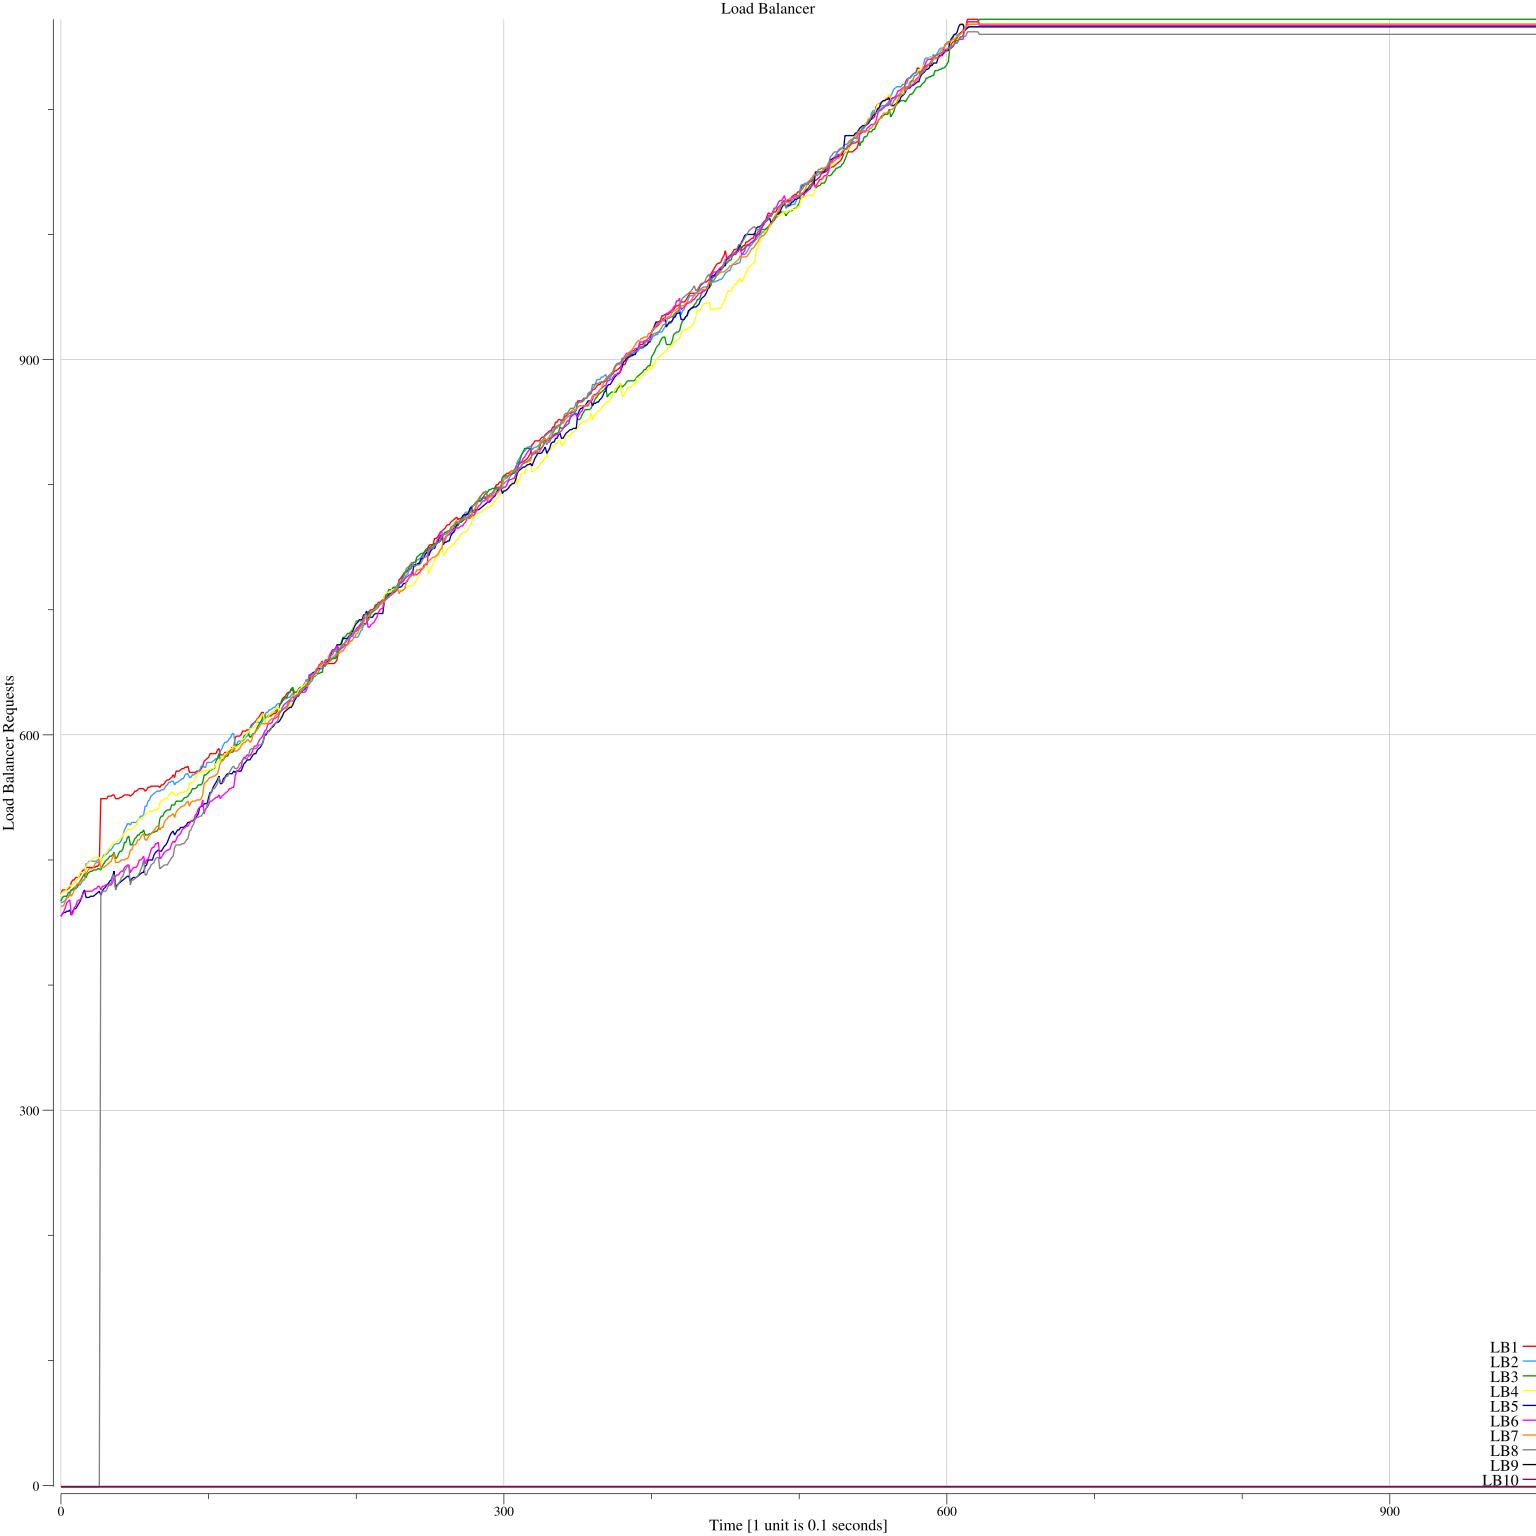 Load Balancer
900
600
300
0
Load Balancer Requests
0
300
600
900
Time [1 unit is 0.1 seconds]
LB1
LB2
LB3
LB4
LB5
LB6
LB7
LB8
LB9
LB10